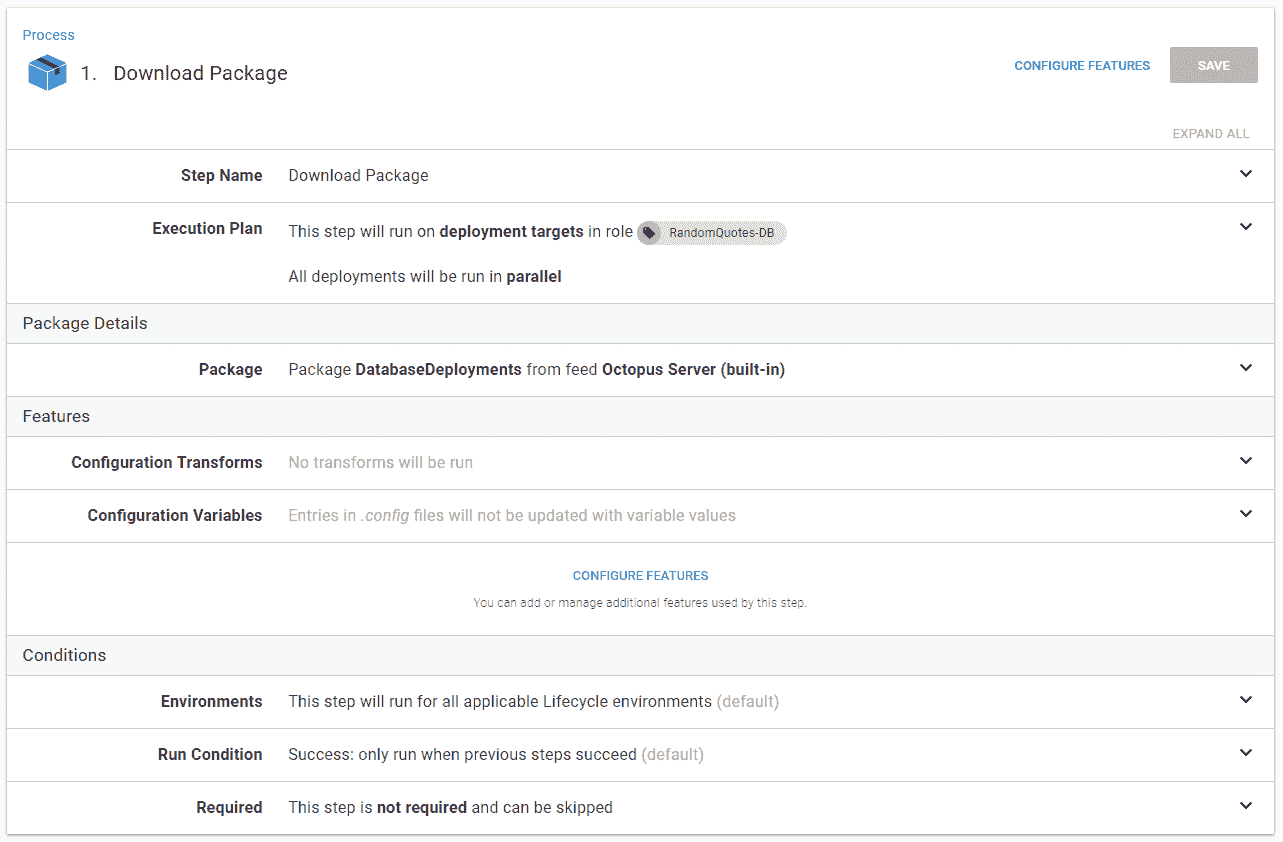 Process
1. Download Package
CONFIGURE FEATURES
SAVE
EXPAND ALL
Step Name Download Package
Execution Plan This step will run on deployment targets in role RandomQuotes-DB
All deployments will be run in parallel
Package Details
Package Package DatabaseDeployments from feed Octopus Server (built-in)
Features
Configuration Transforms No transforms will be run
Configuration Variables Entries in .config files will not be updated with variable values
CONFIGURE FEATURES
You can add or manage additional features used by this step.
Conditions
Environments This step will run for all applicable Lifecycle environments (default)
Run Condition Success: only run when previous steps succeed (default)
Required This step is not required and can be skipped